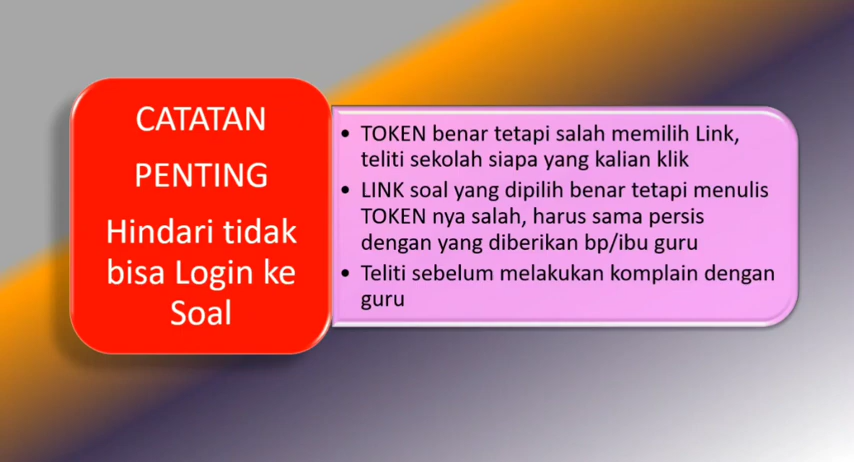 CATATAN
PENTING
Hindari tidak
bisa Login ke
Soal
• TOKEN benar tetapi salah memilih Link,
teliti sekolah siapa yang kalian klik
• LINK soal yang dipilih benar tetapi menulis
TOKEN nya salah, harus sama persis
dengan yang diberikan bp/ibu guru
• Teliti sebelum melakukan komplain dengan
guru